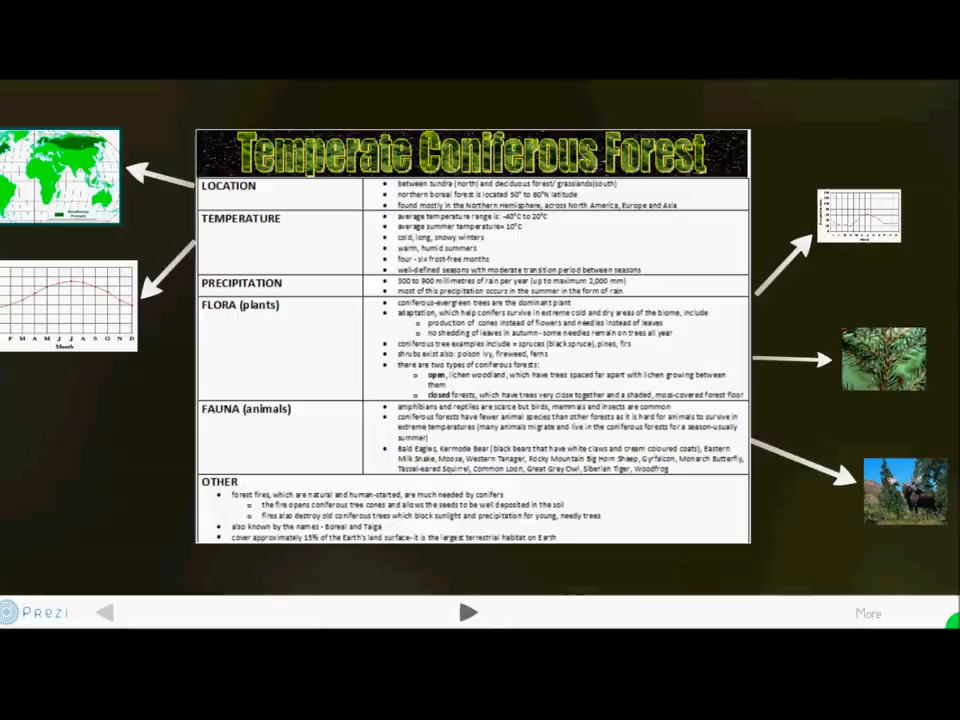 Temperate Coniferous Forest
LOCATION
between tundra (north) and deciduous forest/ grasslands(south)
northern boreal forest is located 50° to 60°N latitude
found mostly in the Northern Hemisphere, across North America, Europe and Asia
TEMPERATURE
average temperature range is: -40°C to 20°C
average summer temperature= 10°C
cold, long, snowy winters
warm, humid summers
four - six frost-free months
well-defined seasons with moderate transition period between seasons
PRECIPITATION
300 to 900 millimetres of rain per year (up to maximum 2,000 mm)
most of this precipitation occurs in the summer in the form of rain
FLORA (plants)
coniferous-evergreen trees are the dominant plant
adaptation, which help conifers survive in extreme cold and dry areas of the biome, include
production of cones instead of flowers and needles instead of leaves
no shedding of leaves in autumn- some needles remain on trees all year
coniferous tree examples include = spruces (black spruce), pines, firs
shrubs exist also: poison ivy, fireweed, ferns
there are two types of coniferous forests:
open, lichen woodland, which have trees spaced far apart with lichen growing between
them
closed forests, which have trees very close together and a shaded, moss-covered forest floor
FAUNA (animals)
amphibians and reptiles are scarce but birds, mammals and insects are common
coniferous forests have fewer animal species than other forests as it is hard for animals to survive in
extreme temperatures (many animals migrate and live in the coniferous forests for a season-usually
summer)
Bald Eagles, Kermode Bear (black bears that have white claws and cream coloured coats), Eastern
Milk Snake, Moose, Western Tanager, Rocky Mountain Big Horn Sheep, Gyrfalcon, Monarch Butterfly,
Tassel-eared Squirrel, Common Loon, Great Grey Owl, Siberian Tiger, Woodfrog
OTHER
forest fires, which are natural and human-started, are much needed by conifers
the fire opens coniferous tree cones and allows the seeds to be well deposited in the soil
fires also destroy old coniferous trees which block sunlight and precipitation for young, needy trees
also known by the names - Boreal and Taiga
cover approximately 15% of the Earth's land surface- it is the largest terrestrial habitat on Earth
F M A M J J A S O N D
Month
Prezi
More